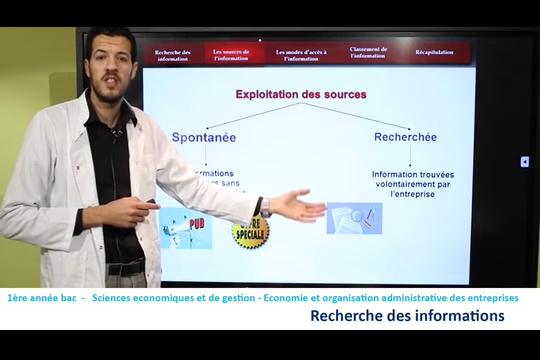 Recherche des information
Les sources de l'information
Les modes d'accès à l'information
Classement de l'information
Récapitulation
Exploitation des sources
Spontanée
Recherchée
sans
Information trouvées
volontairement par
l'entreprise
PUB
SPECIALE
1ère année bac - Sciences economiques et de gestion - Economie et organisation administrative des entreprises
Recherche des informations